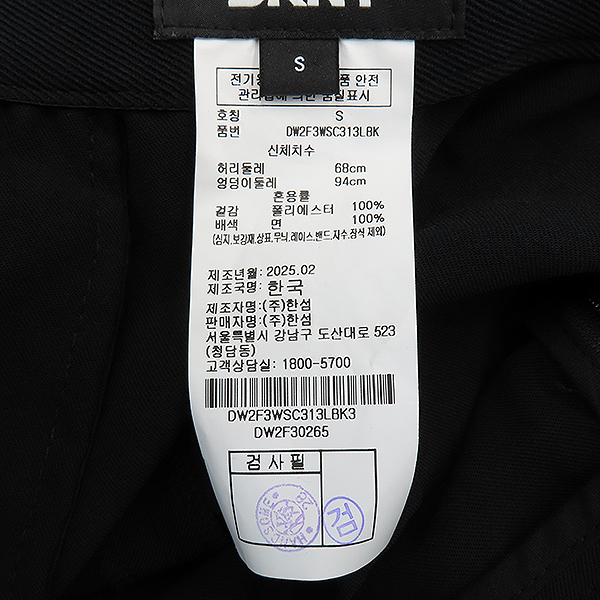 DKNY
S
전기용 품 안전
관리법에 의한 품질표시
호칭 S
품번 DW2F3WSC313LBK
신체치수
허리둘레 68cm
엉덩이둘레 94cm
혼용률
겉감 폴리에스터 100%
배색 면 100%
(심지,보강재,상표,무늬,레이스,밴드,자수,장식 제외)
제조년월: 2025.02
제조국명: 한국
제조자명:(주)한섬
판매자명:(주)한섬
서울특별시 강남구 도산대로 523
(청담동)
고객상담실: 1800-5700
DW2F3WSC313LBK3
DW2F30265
검 사 필
검